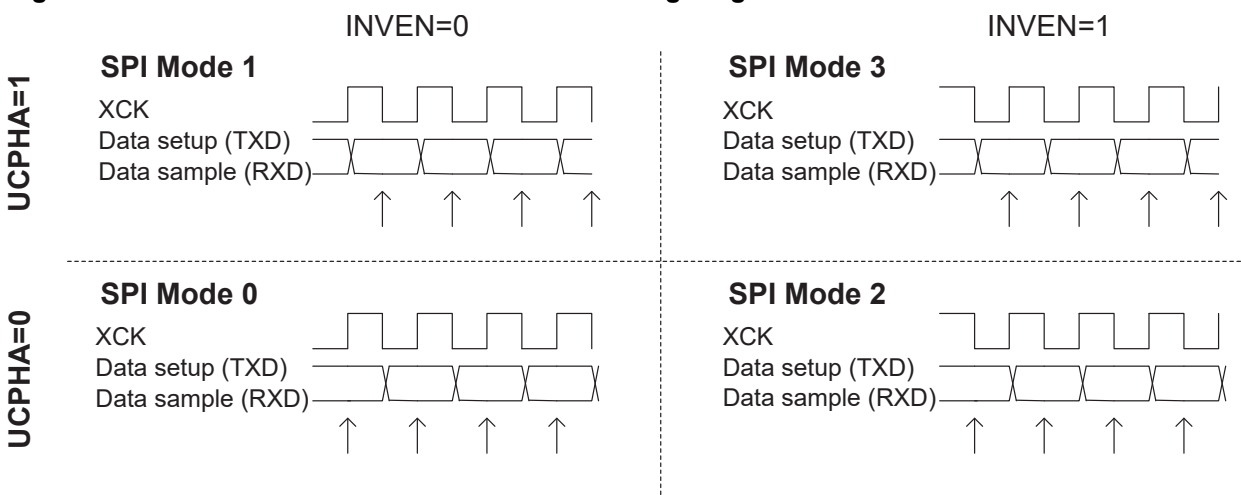 INVEN=0
INVEN=1
UCPHA=1
SPI Mode 1
XCK
Data setup (TXD)
Data sample (RXD)
SPI Mode 3
XCK
Data setup (TXD)
Data sample (RXD)
UCPHA=0
SPI Mode 0
XCK
Data setup (TXD)
Data sample (RXD)
SPI Mode 2
XCK
Data setup (TXD)
Data sample (RXD)